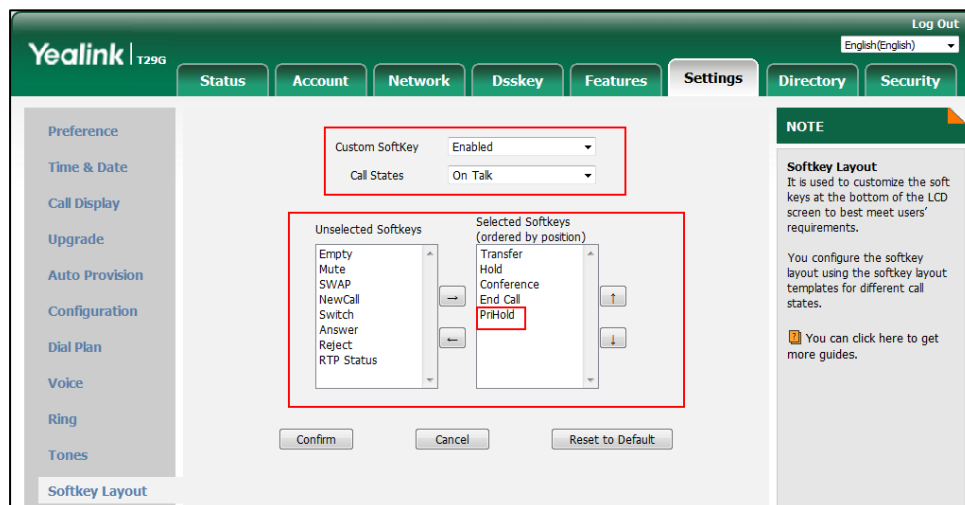 Log Out
Yealink | T29G
English(English)
Status
Account
Network
Dsskey
Features
Settings
Directory
Security
Preference
Time & Date
Call Display
Upgrade
Auto Provision
Configuration
Dial Plan
Voice
Ring
Tones
Softkey Layout
Custom SoftKey
Enabled
Call States
On Talk
Unselected Softkeys
Empty
Mute
SWAP
NewCall
Switch
Answer
Reject
RTP Status
→
←
Selected Softkeys
(ordered by position)
Transfer
Hold
Conference
End Call
PriHold
↑
↓
Confirm
Cancel
Reset to Default
NOTE
Softkey Layout
It is used to customize the soft
keys at the bottom of the LCD
screen to best meet users'
requirements.
You configure the softkey
layout using the softkey layout
templates for different call
states.
You can click here to get
more guides.